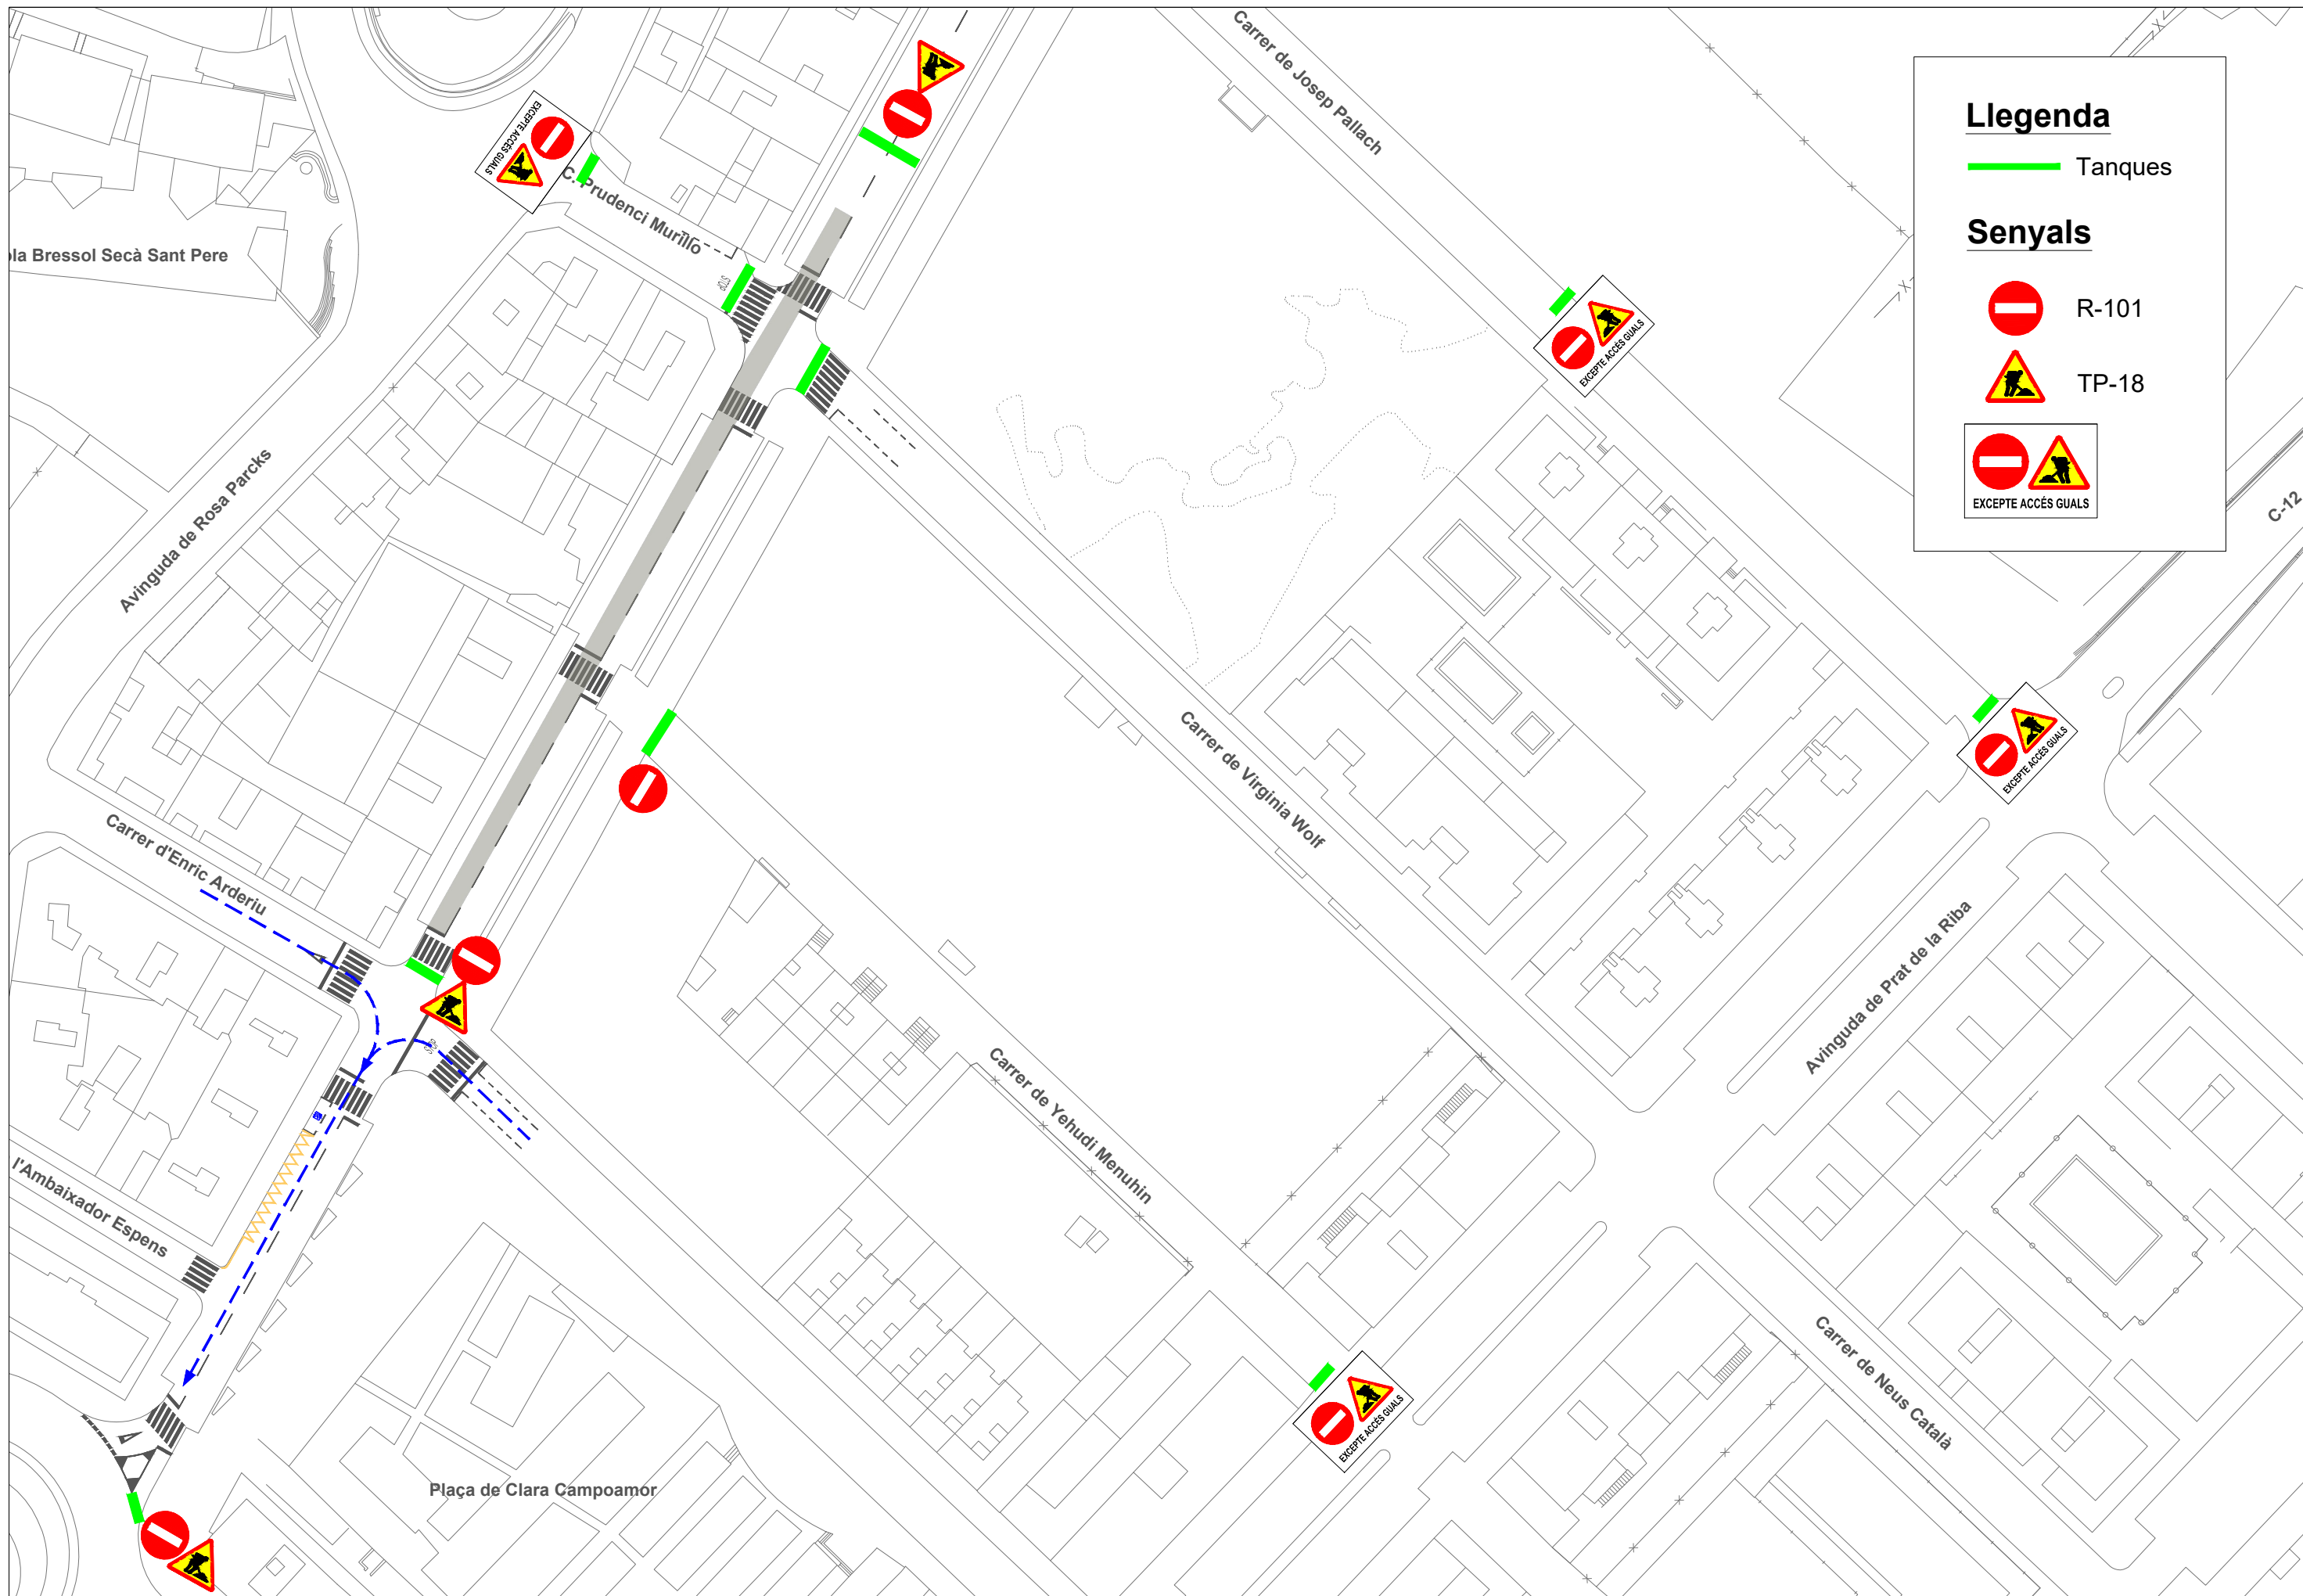 Carrer de Josep Pallach
Llegenda
Tanques
Senyals
R-101
TP-18
EXCEPTE ACCÉS GUALS
C-12
EXCEPTE ACCÉS GUALS
C. Prudenci Murillo
STOP
ola Bressol Secà Sant Pere
EXCEPTE ACCÉS GUALS
Avinguda de Rosa Parcks
EXCEPTE ACCÉS GUALS
Carrer de Virginia Wolf
Carrer d'Enric Arderiu
Avinguda de Prat de la Riba
Carrer de Yehudi Menuhin
l'Ambaixador Espens
Carrer de Neus Català
EXCEPTE ACCÉS GUALS
Plaça de Clara Campoamor